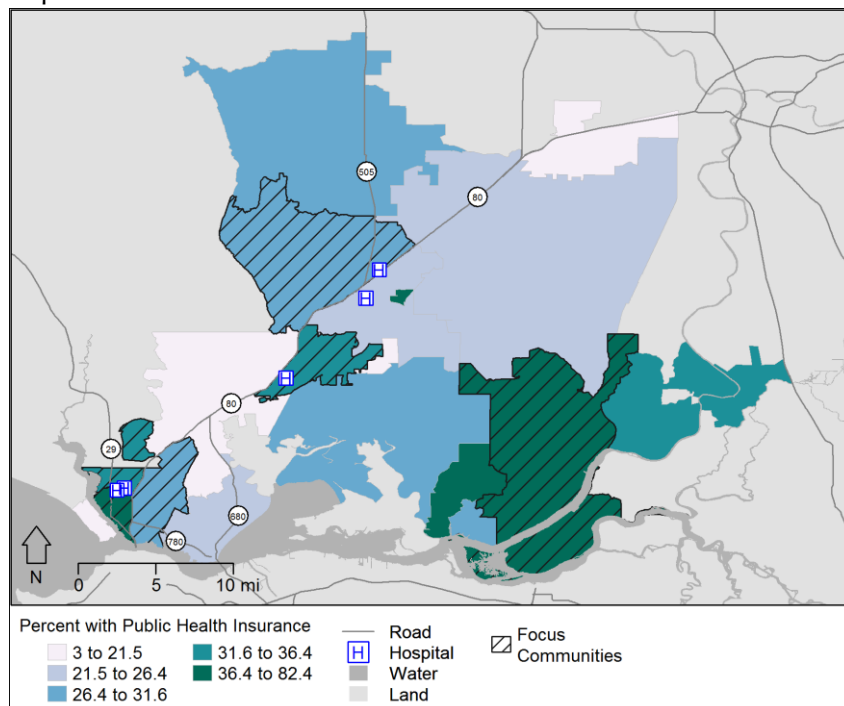 505
80
H
H
H
80
29
H
H
680
780
N
0 5 10 mi
Percent with Public Health Insurance
3 to 21.5
21.5 to 26.4
26.4 to 31.6
31.6 to 36.4
36.4 to 82.4
Road
H Hospital
Water
Land
Focus
Communities